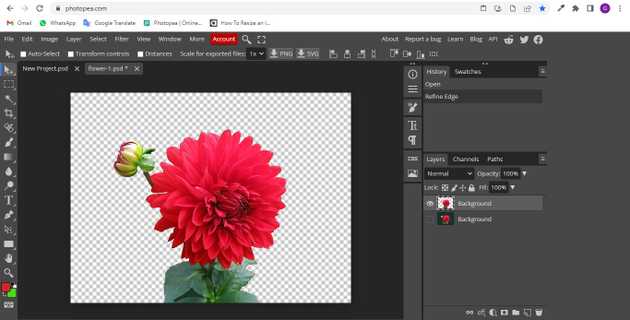 photopea.com
G
Gmail WhatsApp Google Translate Photopea | Online... How To Resize an I...
File Edit Image Layer Select Filter View Window More Account
About Report a bug Learn Blog API
Auto-Select Transform controls Distances Scale for exported files: 1x PNG SVG
New Project.psd flower-1.psd *
History Swatches
Open
Refine Edge
CSS
Layers Channels Paths
Normal Opacity: 100%
Lock: Fill: 100%
Background
Background